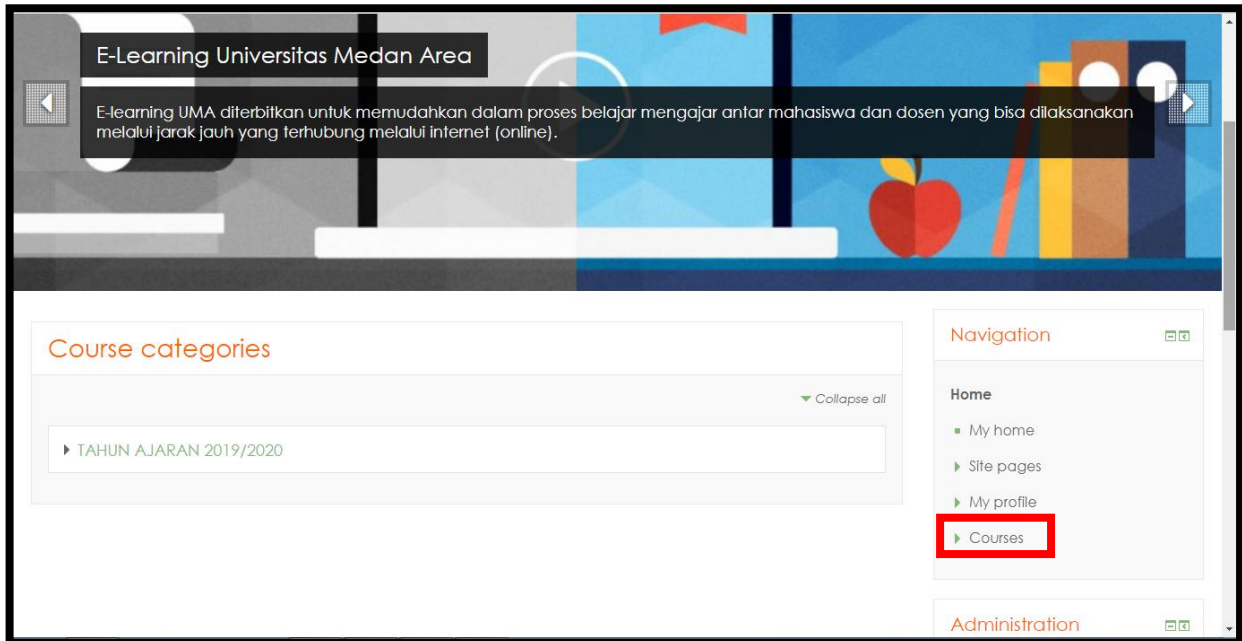 E-Learning Universitas Medan Area
E-learning UMA diterbitkan untuk memudahkan dalam proses belajar mengajar antar mahasiswa dan dosen yang bisa dilaksanakan
melalui jarak jauh yang terhubung melalui internet (online).
Course categories
Collapse all
TAHUN AJARAN 2019/2020
Navigation
Home
My home
Site pages
My profile
Courses
Administration